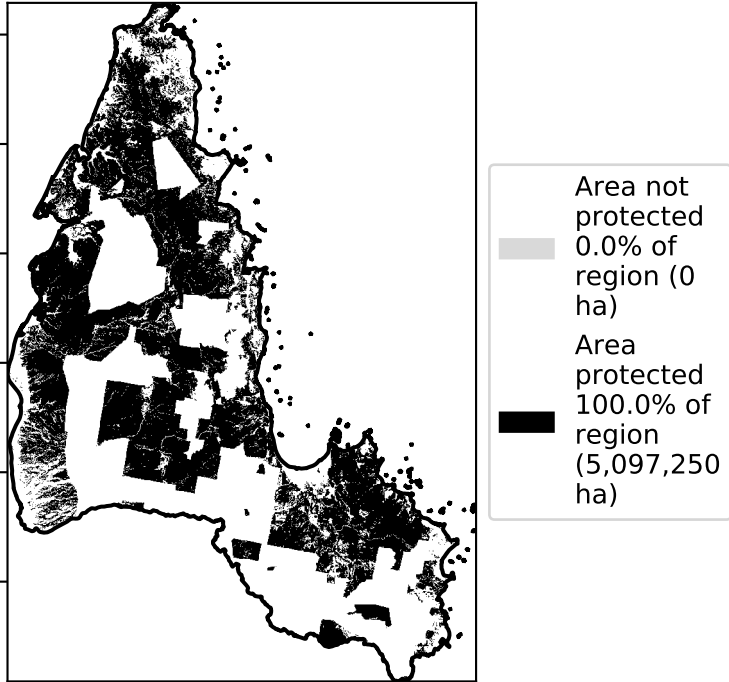 Area not
protected
0.0% of
region (0
ha)
Area
protected
100.0% of
region
(5,097,250
ha)